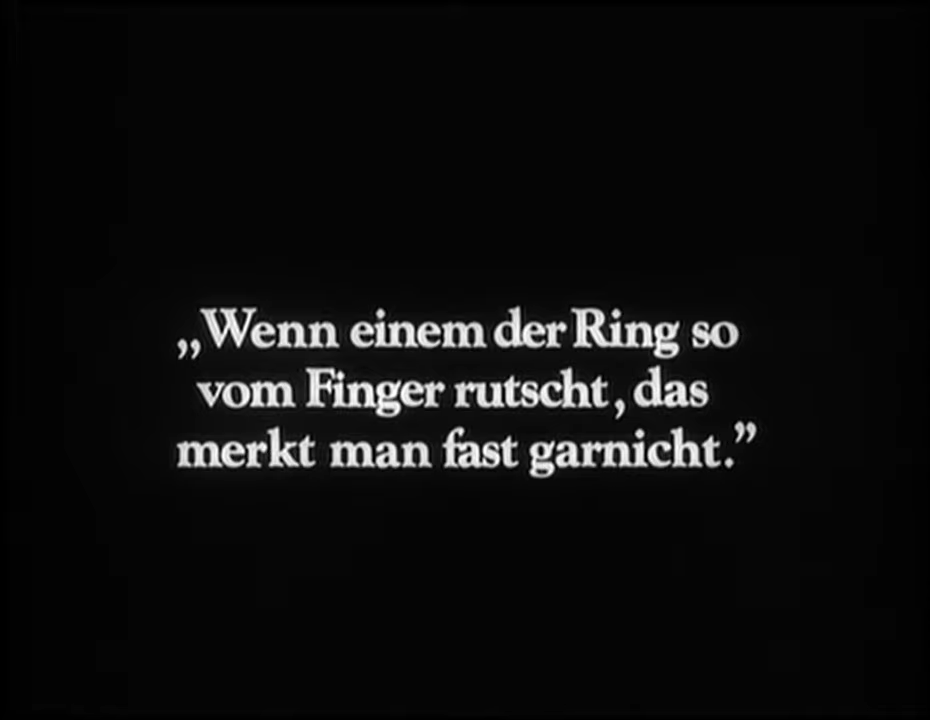 „Wenn einem der Ring so
vom Finger rutscht, das
merkt man fast garnicht.”